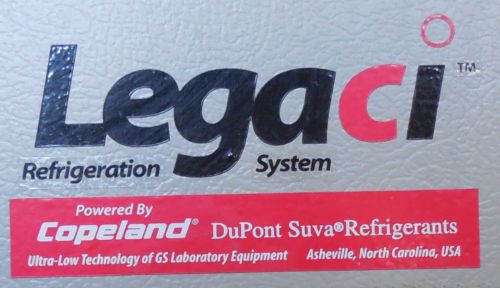 Legaci™
Refrigeration System
Powered By
Copeland® DuPont Suva®Refrigerants
Ultra-Low Technology of GS Laboratory Equipment Asheville, North Carolina, USA